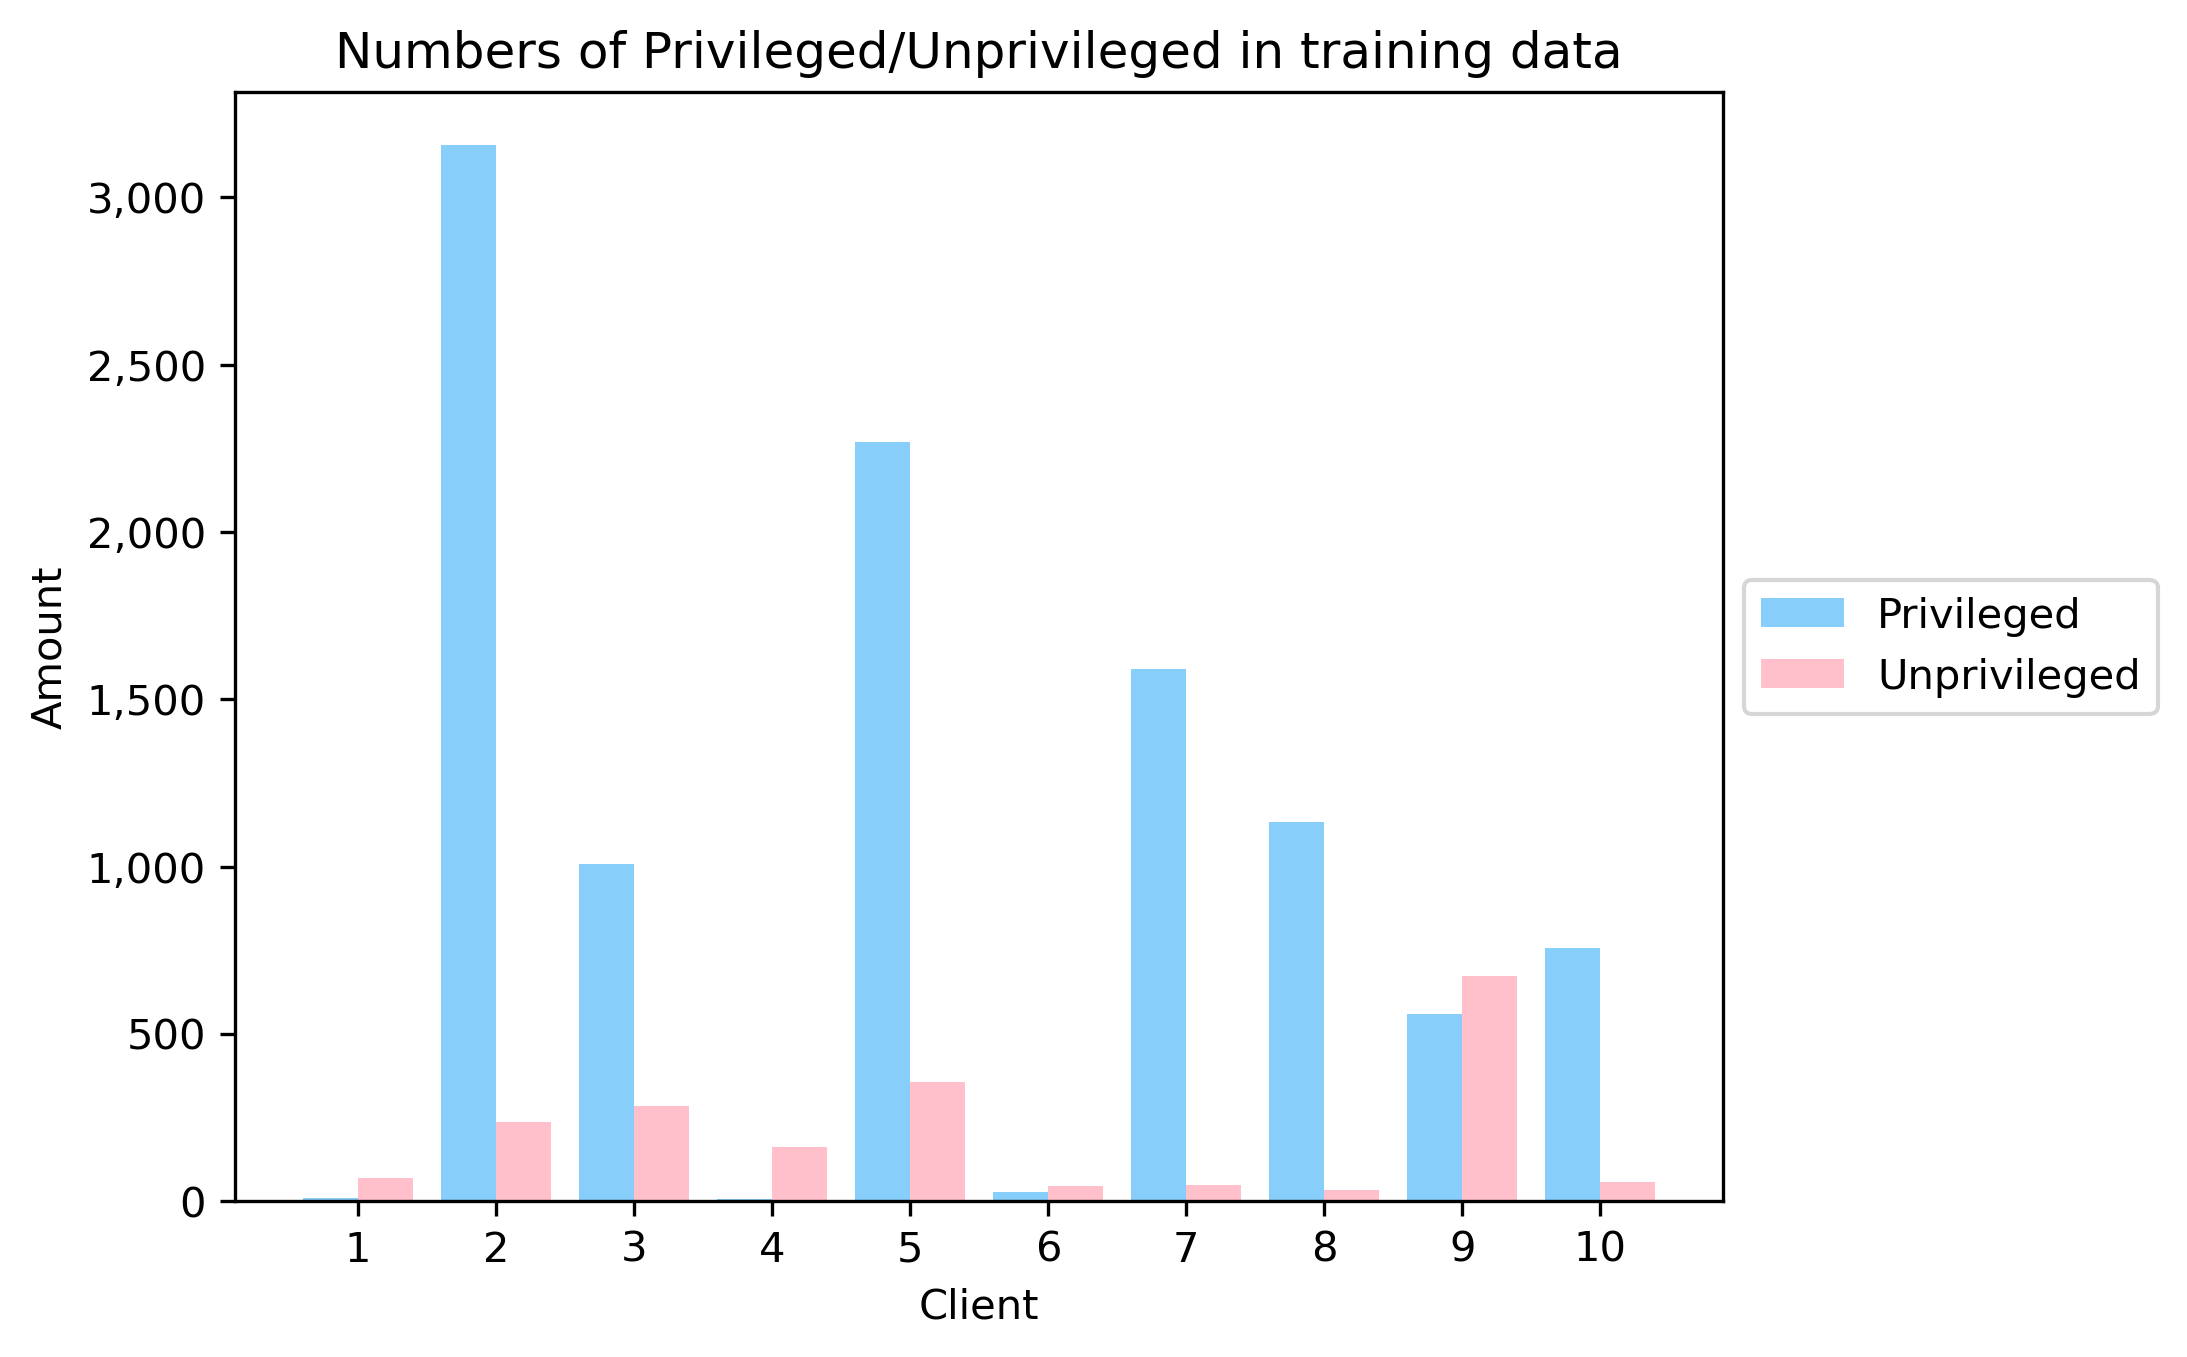 Numbers of Privileged/Unprivileged in training data
3,000
2,500
2,000
1,500
1,000
500
0
Amount
1 2 3 4 5 6 7 8 9 10
Client
Privileged
Unprivileged